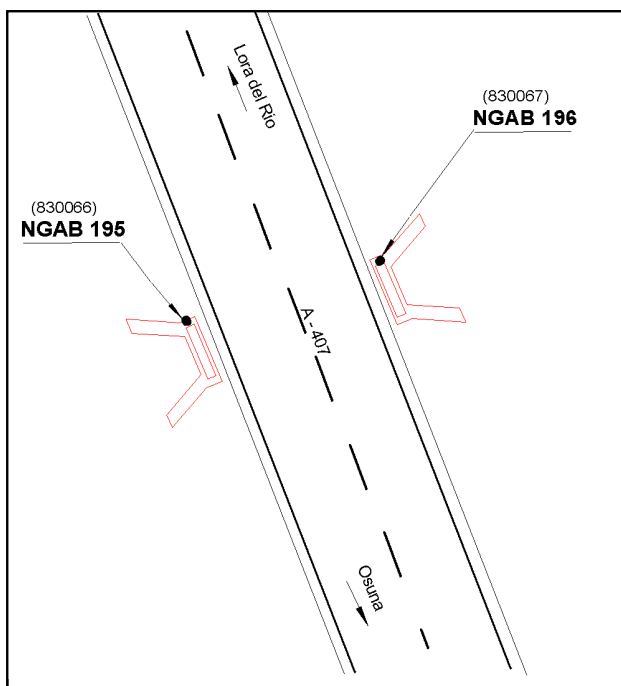 Lora del Rio
(830067)
NGAB 196
(830066)
NGAB 195
A - 407
Osuna